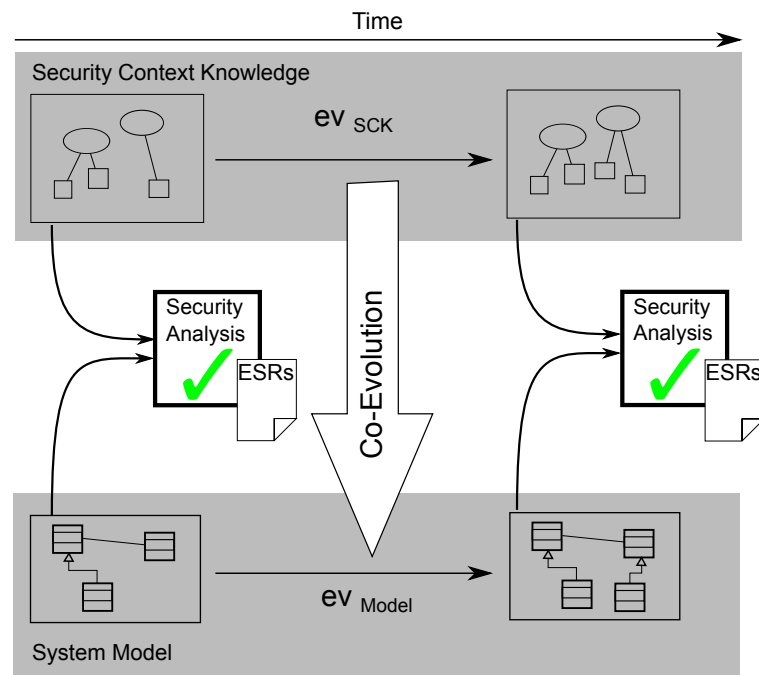 Time
Security Context Knowledge
ev SCK
Security
Analysis
ESRs
Co-Evolution
Security
Analysis
ESRs
ev Model
System Model